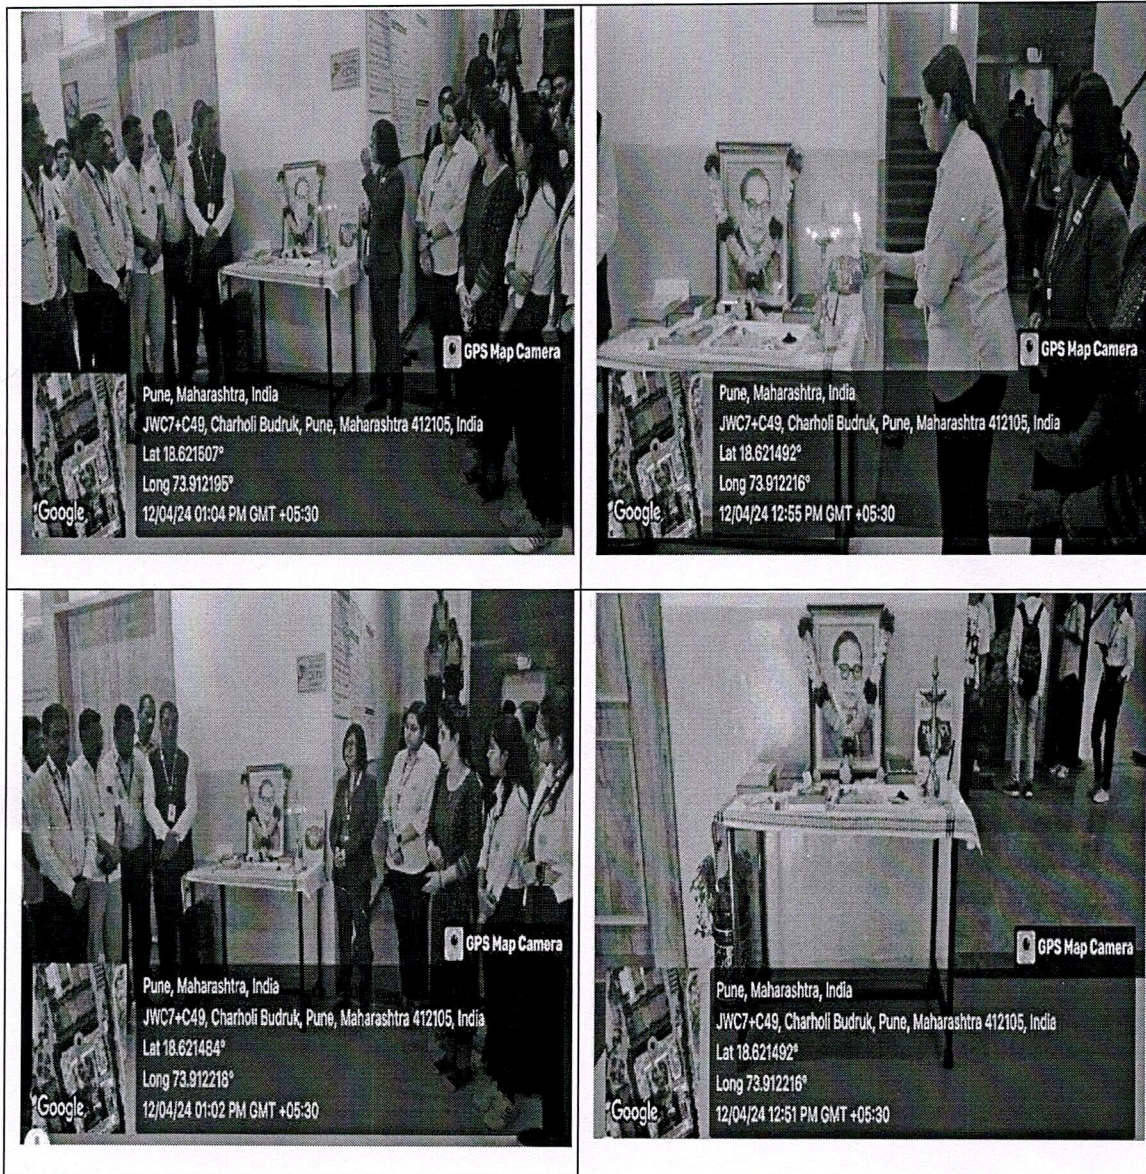 GPS Map Camera
Pune, Maharashtra, India
JWC7+C49, Charholi Budruk, Pune, Maharashtra 412105, India
Lat 18.621507°
Long 73.912195°
12/04/24 01:04 PM GMT +05:30
Google
GPS Map Camera
Pune, Maharashtra, India
JWC7+C49, Charholi Budruk, Pune, Maharashtra 412105, India
Lat 18.621492°
Long 73.912216°
12/04/24 12:55 PM GMT +05:30
Google
GPS Map Camera
Pune, Maharashtra, India
JWC7+C49, Charholi Budruk, Pune, Maharashtra 412105, India
Lat 18.621484°
Long 73.912218°
12/04/24 01:02 PM GMT +05:30
Google
GPS Map Camera
Pune, Maharashtra, India
JWC7+C49, Charholi Budruk, Pune, Maharashtra 412105, India
Lat 18.621492°
Long 73.912216°
12/04/24 12:51 PM GMT +05:30
Google